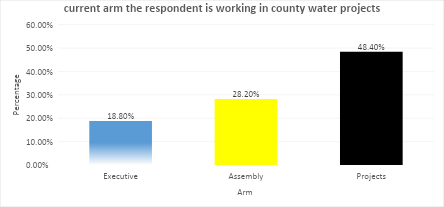 current arm the respondent is working in county water projects
60.00%
50.00%
40.00%
30.00%
20.00%
10.00%
0.00%
Percentage
18.80%
28.20%
48.40%
Executive
Assembly
Projects
Arm